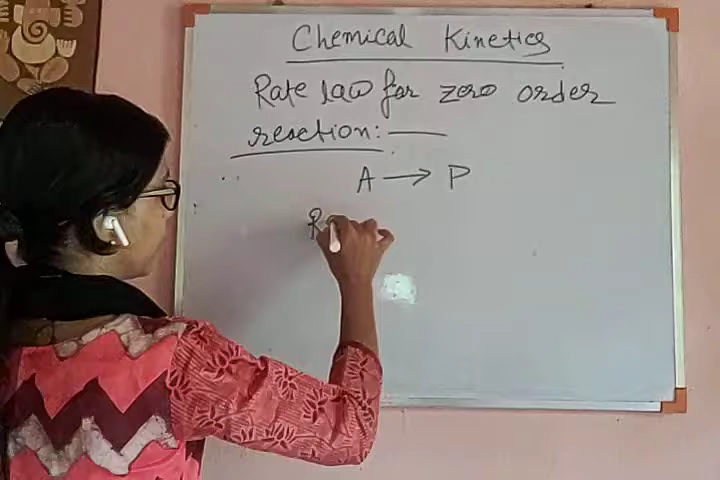 Chemical Kinetics
Rate law for zero order
reaction:—
A → P
R